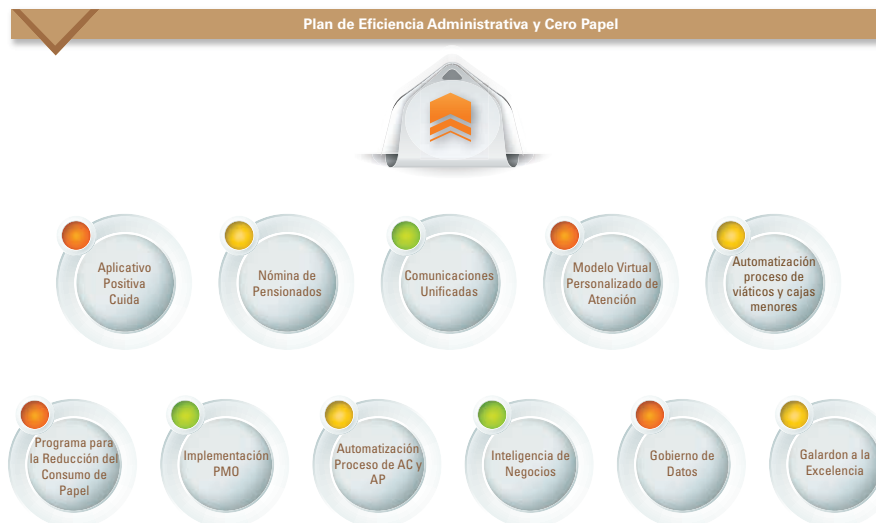 Plan de Eficiencia Administrativa y Cero Papel
Aplicativo
Positiva
Cuida
Nómina de
Pensionados
Comunicaciones
Unificadas
Modelo Virtual
Personalizado de
Atención
Automatización
proceso de
viáticos y cajas
menores
Programa para
la Reducción del
Consumo de
Papel
Implementación
PMO
Automatización
Proceso de AC y
AP
Inteligencia de
Negocios
Gobierno de
Datos
Galardon a la
Excelencia